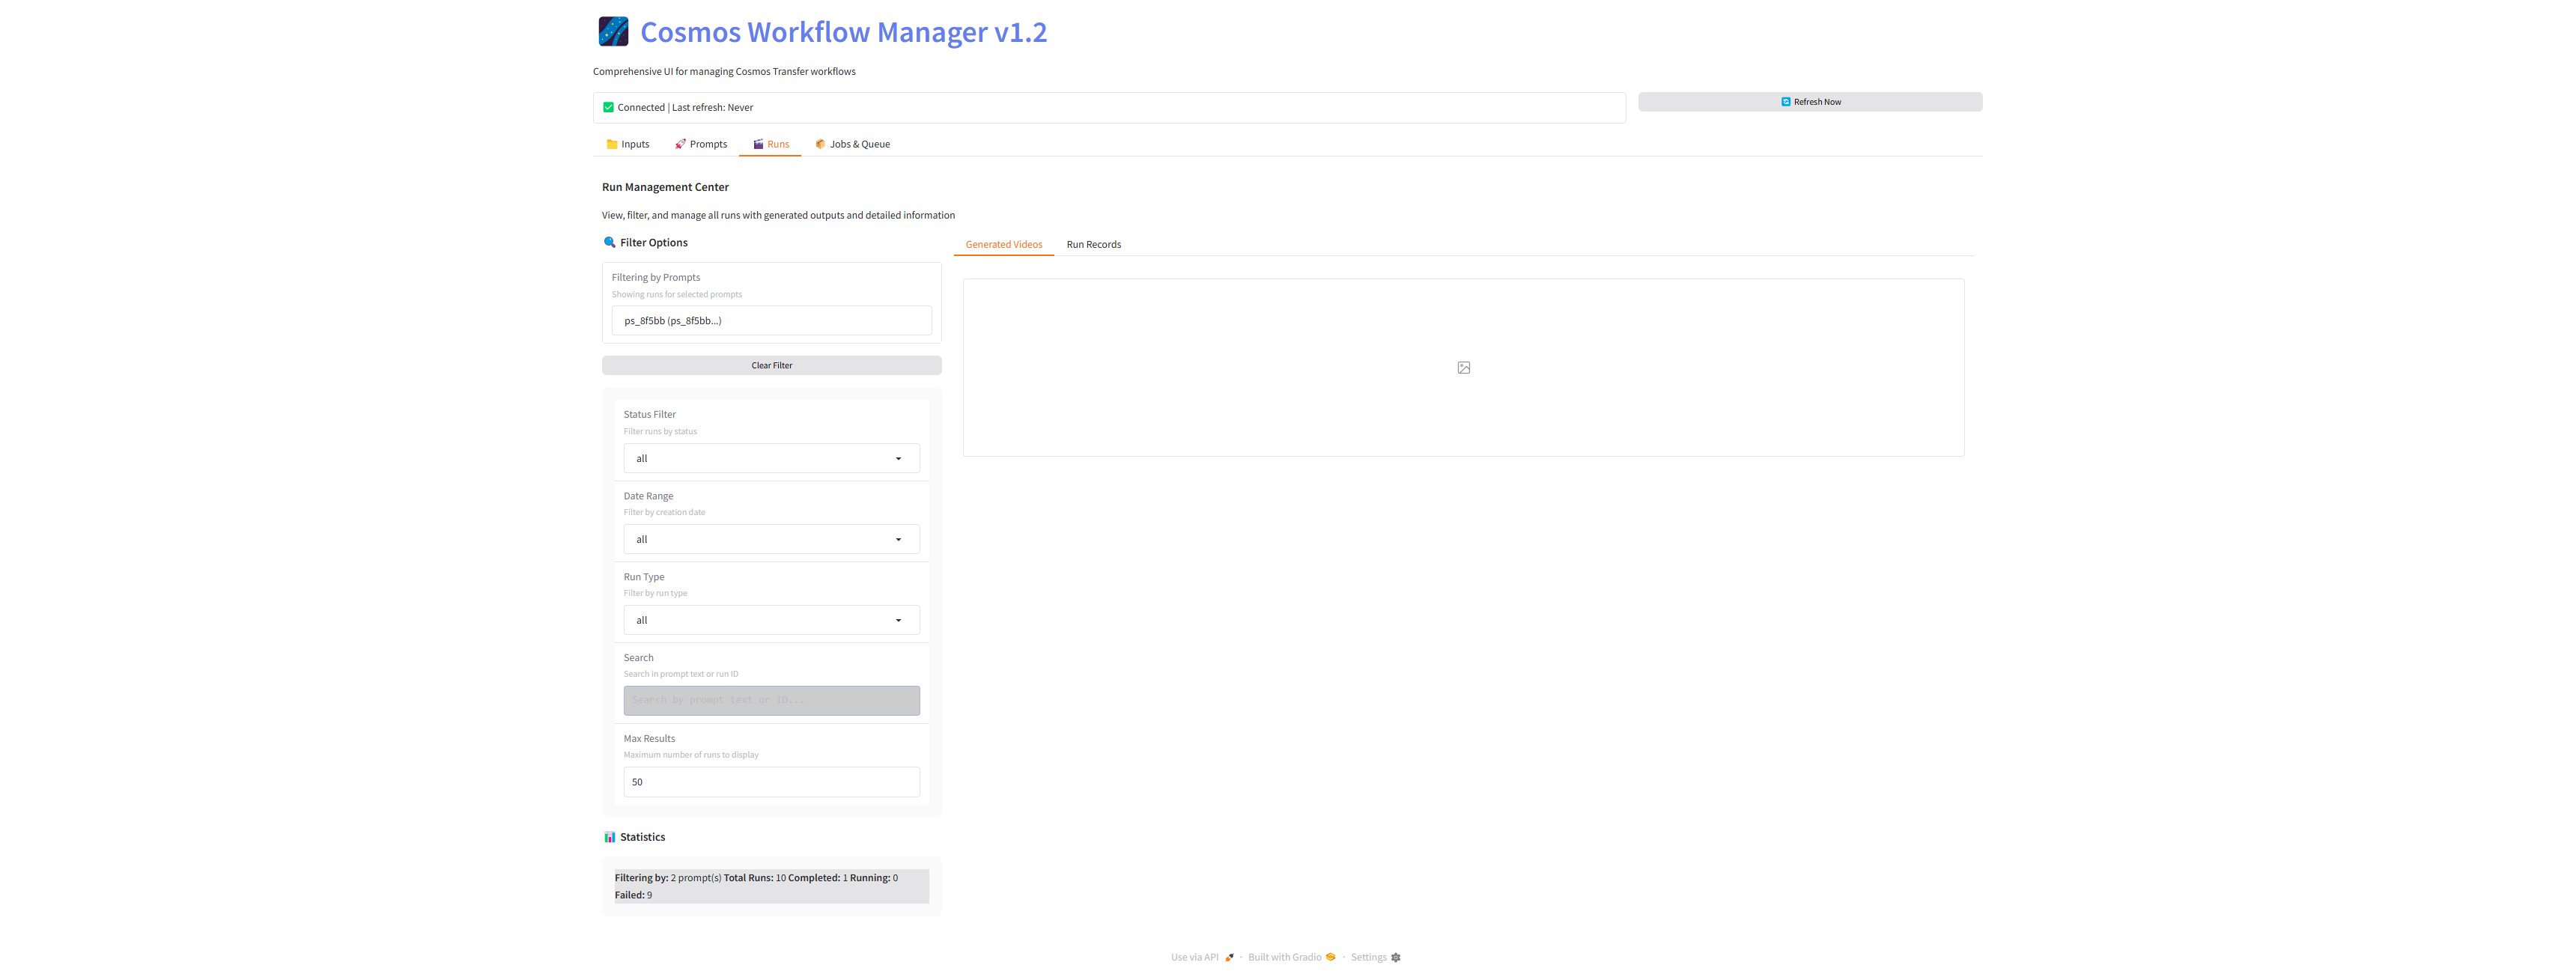 Cosmos Workflow Manager v1.2
Comprehensive UI for managing Cosmos Transfer workflows
Connected | Last refresh: Never
Refresh Now
Inputs
Prompts
Runs
Jobs & Queue
Run Management Center
View, filter, and manage all runs with generated outputs and detailed information
Filter Options
Filtering by Prompts
Showing runs for selected prompts
ps_8f5bb (ps_8f5bb...)
Clear Filter
Status Filter
Filter runs by status
all
Date Range
Filter by creation date
all
Run Type
Filter by run type
all
Search
Search in prompt text or run ID
Search by prompt text or ID...
Max Results
Maximum number of runs to display
50
Statistics
Filtering by: 2 prompt(s) Total Runs: 10 Completed: 1 Running: 0
Failed: 9
Generated Videos
Run Records
Use via API · Built with Gradio · Settings